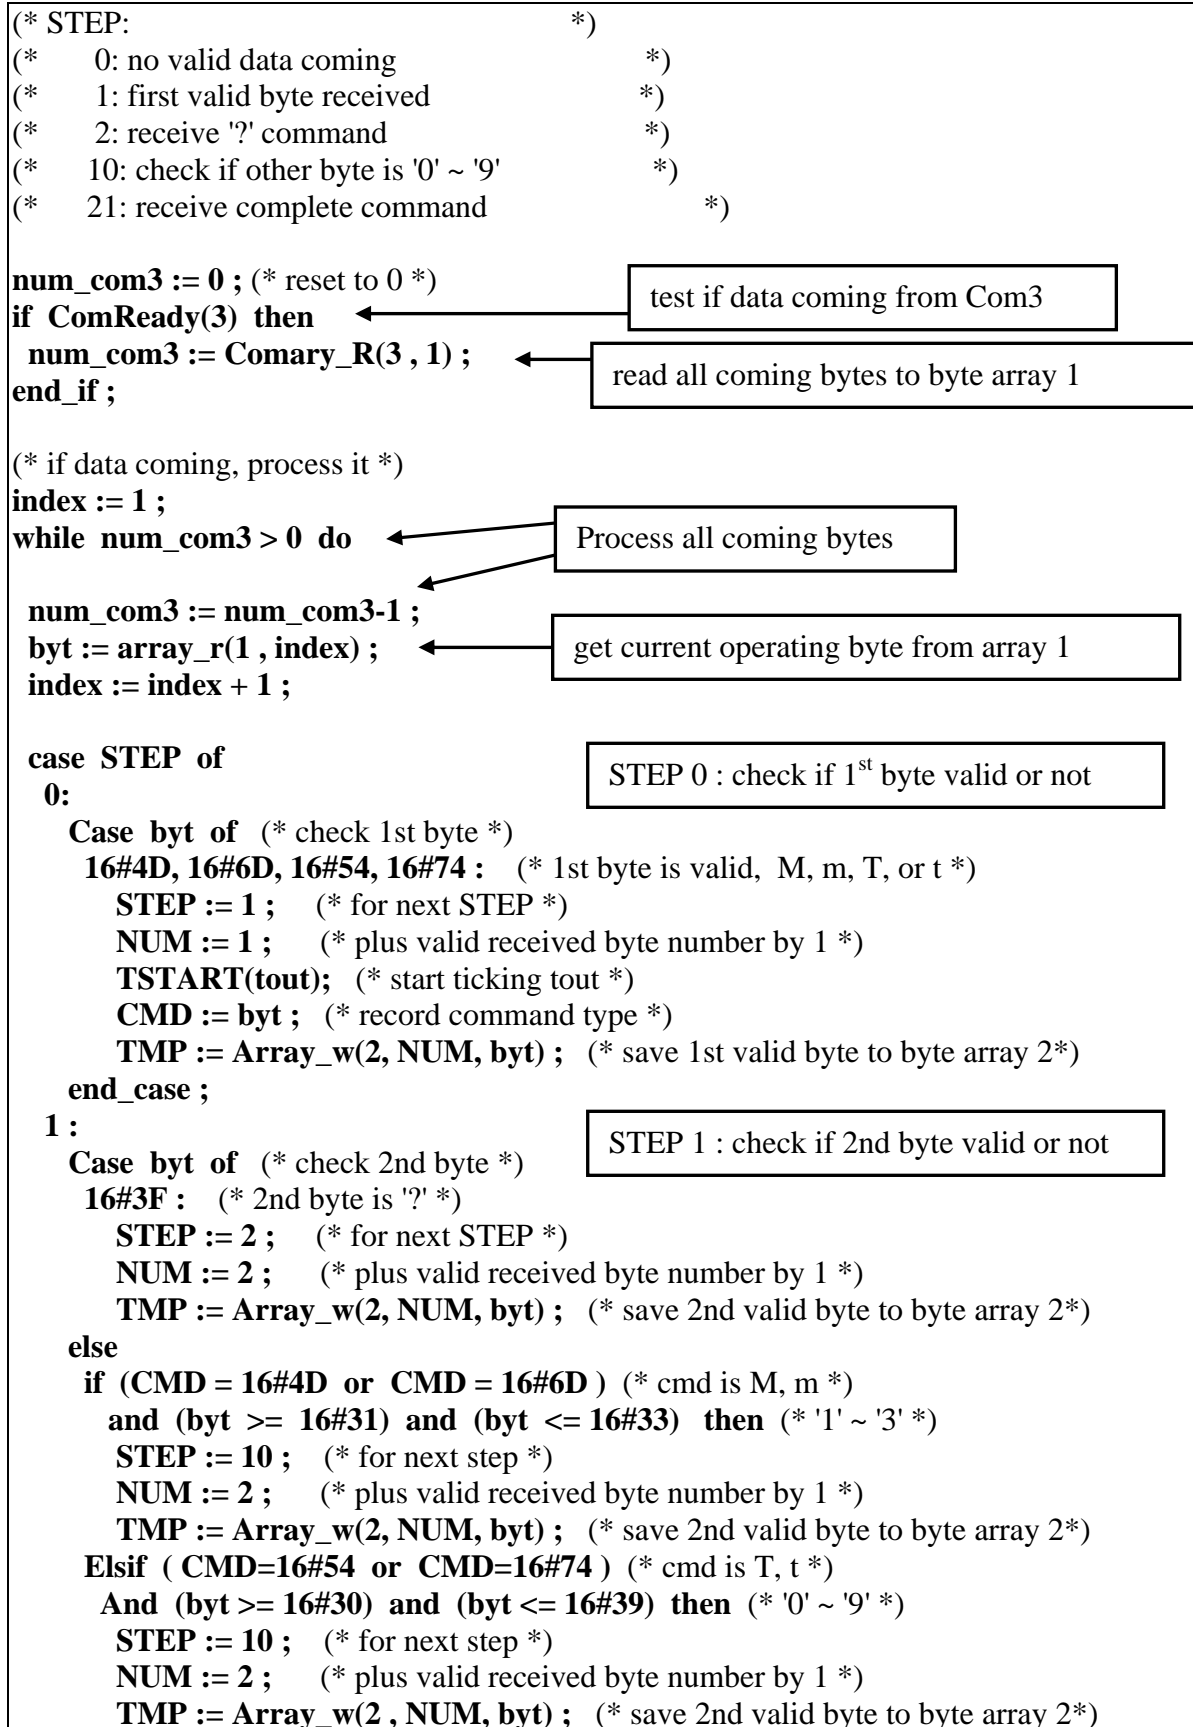 (* STEP: *)
(* 0: no valid data coming *)
(* 1: first valid byte received *)
(* 2: receive '?' command *)
(* 10: check if other byte is '0' ~ '9' *)
(* 21: receive complete command *)
num_com3 := 0 ; (* reset to 0 *)
test if data coming from Com3
if ComReady(3) then
num_com3 := Comary_R(3 , 1) ;
read all coming bytes to byte array 1
end_if ;
(* if data coming, process it *)
index := 1 ;
while num_com3 > 0 do
Process all coming bytes
num_com3 := num_com3-1 ;
byt := array_r(1 , index) ;
get current operating byte from array 1
index := index + 1 ;
case STEP of
STEP 0 : check if 1st byte valid or not
0:
Case byt of (* check 1st byte *)
16#4D, 16#6D, 16#54, 16#74 : (* 1st byte is valid, M, m, T, or t *)
STEP := 1 ; (* for next STEP *)
NUM := 1 ; (* plus valid received byte number by 1 *)
TSTART(tout); (* start ticking tout *)
CMD := byt ; (* record command type *)
TMP := Array_w(2, NUM, byt) ; (* save 1st valid byte to byte array 2*)
end_case ;
1 :
STEP 1 : check if 2nd byte valid or not
Case byt of (* check 2nd byte *)
16#3F : (* 2nd byte is '?' *)
STEP := 2 ; (* for next STEP *)
NUM := 2 ; (* plus valid received byte number by 1 *)
TMP := Array_w(2, NUM, byt) ; (* save 2nd valid byte to byte array 2*)
else
if (CMD = 16#4D or CMD = 16#6D ) (* cmd is M, m *)
and (byt >= 16#31) and (byt <= 16#33) then (* '1' ~ '3' *)
STEP := 10 ; (* for next step *)
NUM := 2 ; (* plus valid received byte number by 1 *)
TMP := Array_w(2, NUM, byt) ; (* save 2nd valid byte to byte array 2*)
Elsif ( CMD=16#54 or CMD=16#74 ) (* cmd is T, t *)
And (byt >= 16#30) and (byt <= 16#39) then (* '0' ~ '9' *)
STEP := 10 ; (* for next step *)
NUM := 2 ; (* plus valid received byte number by 1 *)
TMP := Array_w(2 , NUM, byt) ; (* save 2nd valid byte to byte array 2*)